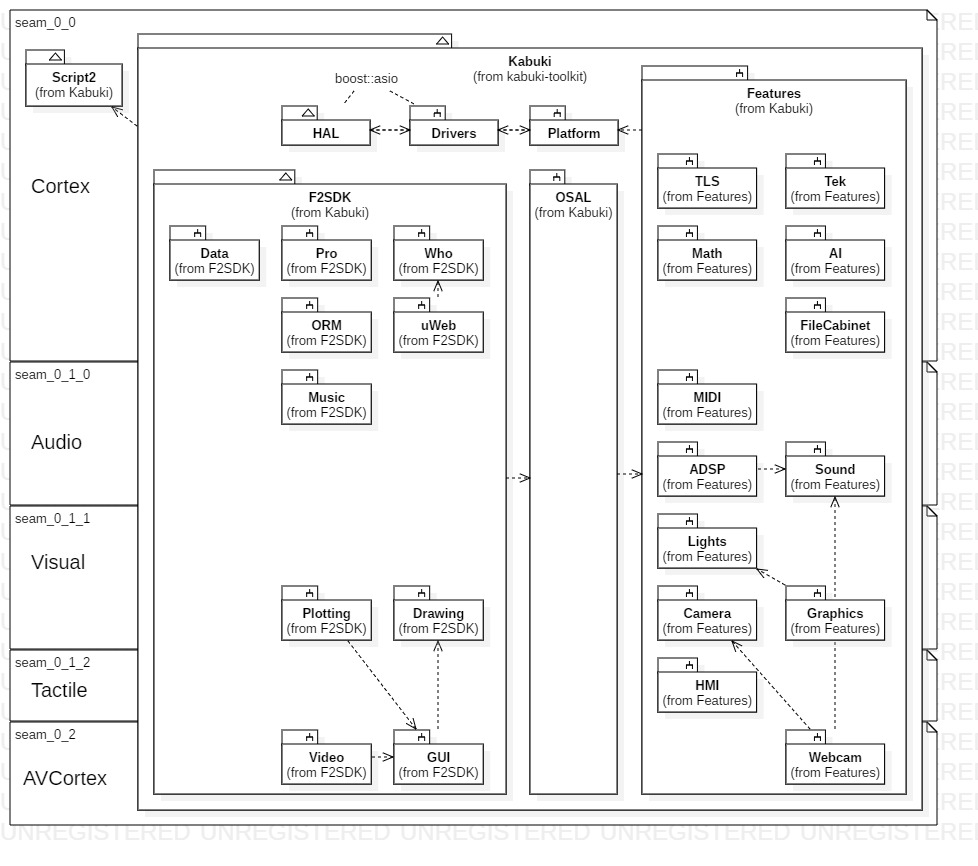 seam_0_0
Script2
(from Kabuki)
Cortex
Kabuki
(from kabuki-toolkit)
boost::asio
HAL
Drivers
Platform
Features
(from Kabuki)
F2SDK
(from Kabuki)
OSAL
(from Kabuki)
TLS
(from Features)
Tek
(from Features)
Data
(from F2SDK)
Pro
(from F2SDK)
Who
(from F2SDK)
Math
(from Features)
AI
(from Features)
ORM
(from F2SDK)
uWeb
(from F2SDK)
FileCabinet
(from Features)
seam_0_1_0
Audio
Music
(from F2SDK)
MIDI
(from Features)
ADSP
(from Features)
Sound
(from Features)
seam_0_1_1
Visual
Lights
(from Features)
Plotting
(from F2SDK)
Drawing
(from F2SDK)
Camera
(from Features)
Graphics
(from Features)
seam_0_1_2
Tactile
HMI
(from Features)
seam_0_2
AVCortex
Video
(from F2SDK)
GUI
(from F2SDK)
Webcam
(from Features)
UNREGISTERED UNREGISTERED UNREGISTERED UNREGISTERED UNREGISTERED